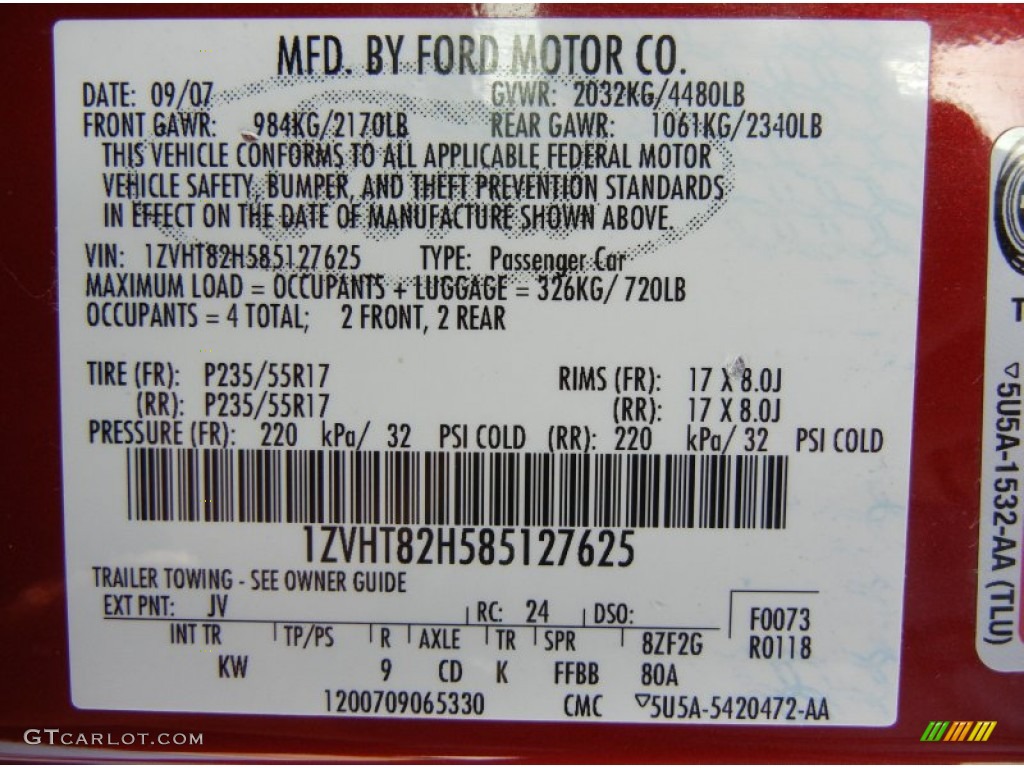 MFD. BY FORD MOTOR CO.
DATE: 09/07 GVWR: 2032KG/4480LB
FRONT GAWR: 984KG/2170LB REAR GAWR: 1061KG/2340LB
THIS VEHICLE CONFORMS TO ALL APPLICABLE FEDERAL MOTOR
VEHICLE SAFETY, BUMPER, AND THEFT PREVENTION STANDARDS
IN EFFECT ON THE DATE OF MANUFACTURE SHOWN ABOVE.
VIN: 1ZVHT82H585127625 TYPE: Passenger Car
MAXIMUM LOAD = OCCUPANTS + LUGGAGE = 326KG/720LB
OCCUPANTS = 4 TOTAL; 2 FRONT, 2 REAR
TIRE (FR): P235/55R17 RIMS (FR): 17 X 8.0J
(RR): P235/55R17 (RR): 17 X 8.0J
PRESSURE (FR): 220 kPa/ 32 PSI COLD (RR): 220 kPa/ 32 PSI COLD
1ZVHT82H585127625
TRAILER TOWING - SEE OWNER GUIDE
EXT PNT: JV RC: 24 DSO: F0073
INT TR TP/PS R AXLE TR SPR 8ZF2G R0118
KW 9 CD K FFBB 80A
1200709065330 CMC ▽5U5A-5420472-AA
T
▽5U5A-1532-AA (TLU)
GTCARLOT.COM